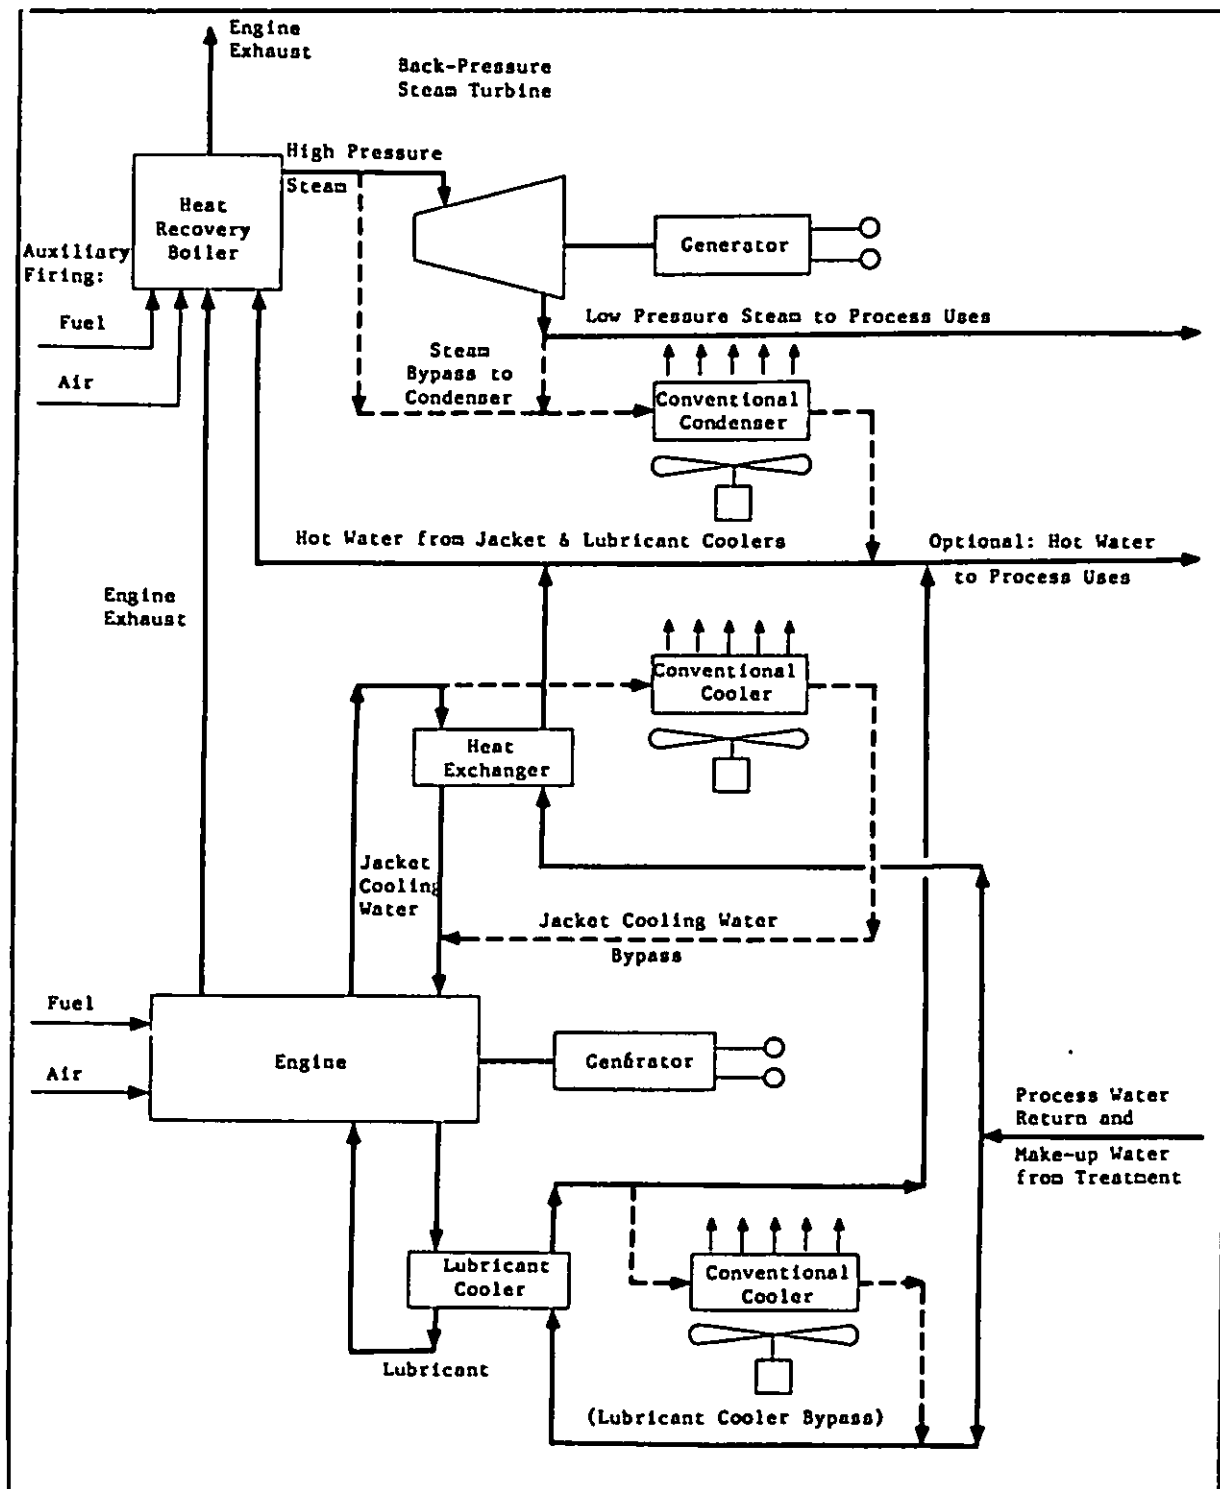 Engine
Exhaust
Back-Pressure
Steam Turbine
High Pressure
Steam
Heat
Recovery
Boiler
Auxiliary
Firing:
Generator
Fuel
Air
Low Pressure Steam to Process Uses
Steam
Bypass to
Condenser
Conventional
Condenser
Hot Water from Jacket & Lubricant Coolers
Optional: Hot Water
to Process Uses
Engine
Exhaust
Conventional
Cooler
Heat
Exchanger
Jacket
Cooling
Water
Jacket Cooling Water
Bypass
Fuel
Air
Engine
Generator
Process Water
Return and
Make-up Water
from Treatment
Lubricant
Cooler
Conventional
Cooler
Lubricant
(Lubricant Cooler Bypass)